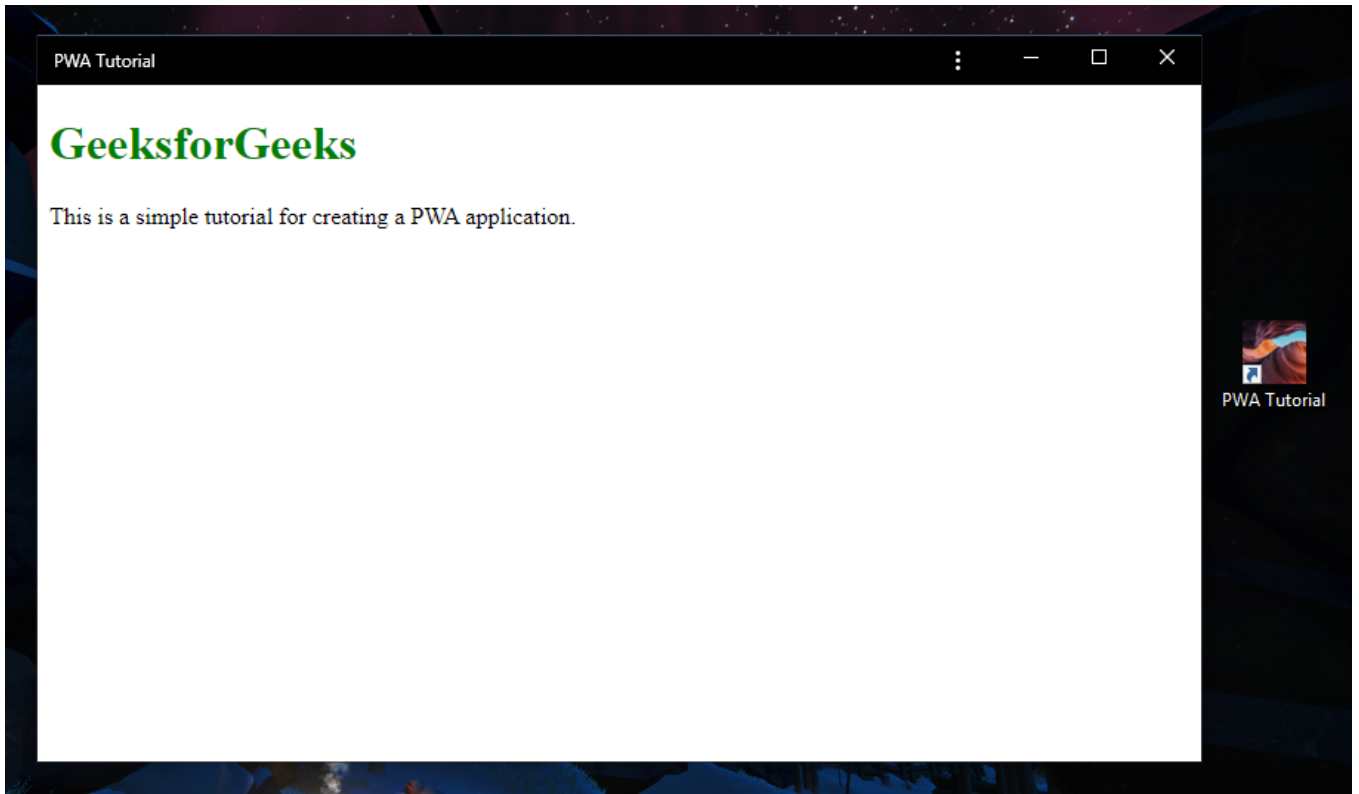 PWA Tutorial
GeeksforGeeks
This is a simple tutorial for creating a PWA application.
PWA Tutorial